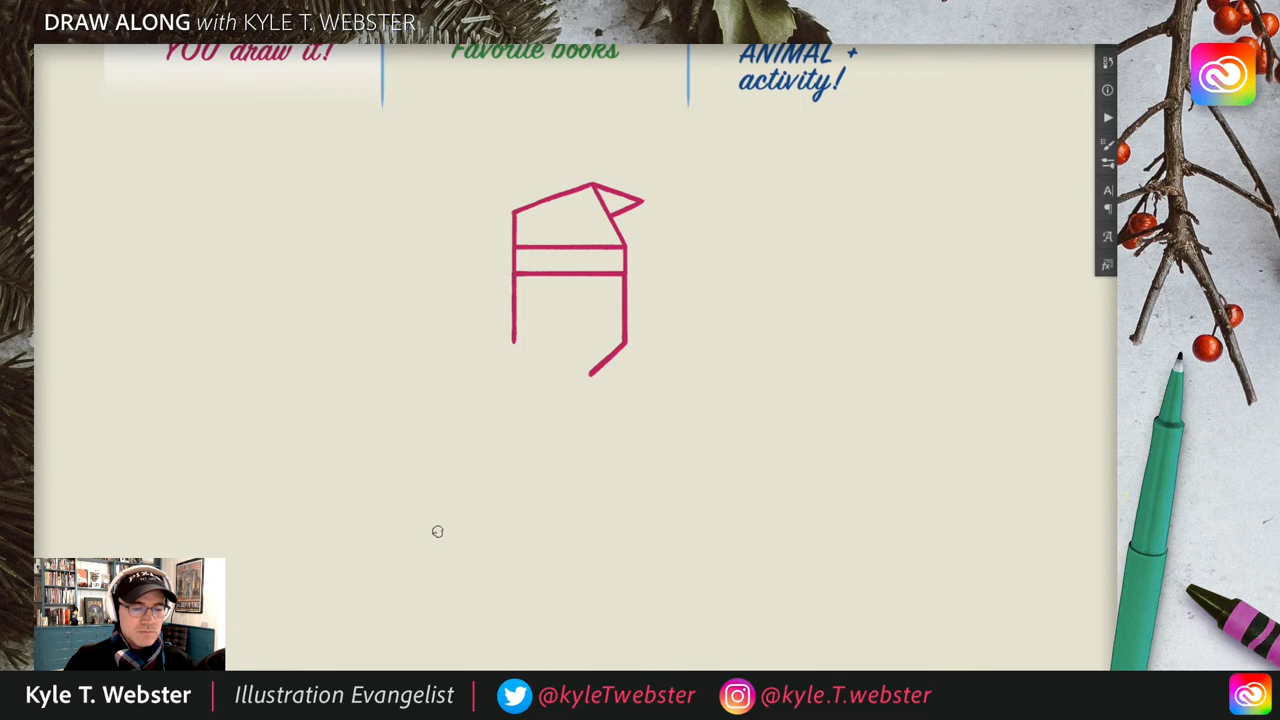 DRAW ALONG with KYLE T. WEBSTER
YOU draw it!
Favorite books
ANIMAL +
activity!
Kyle T. Webster | Illustration Evangelist | @kyleTwebster @kyle.T.webster